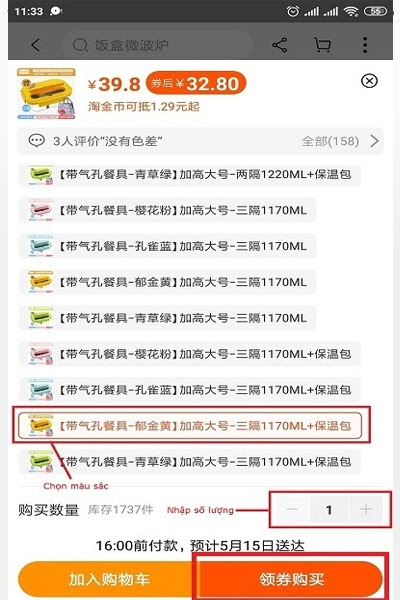 11:33
55
饭盒微波炉
¥39.8 券后¥32.80
淘金币可抵1.29元起
3人评价“没有色差” 全部(158)
【带气孔餐具-青草绿】加高大号-两隔1220ML+保温包
【带气孔餐具-樱花粉】加高大号-三隔1170ML
【带气孔餐具-孔雀蓝】加高大号-三隔1170ML
【带气孔餐具-郁金黄】加高大号-三隔1170ML
【带气孔餐具-青草绿】加高大号-三隔1170ML
【带气孔餐具-樱花粉】加高大号-三隔1170ML+保温包
【带气孔餐具-孔雀蓝】加高大号-三隔1170ML+保温包
【带气孔餐具-郁金黄】加高大号-三隔1170ML+保温包
【带气孔餐具-青草绿】加高大号-三隔1170ML+保温包
Chọn màu sắc
购买数量 库存1737件 Nhập số lượng — 1 +
16:00前付款，预计5月15日送达
加入购物车 领券购买